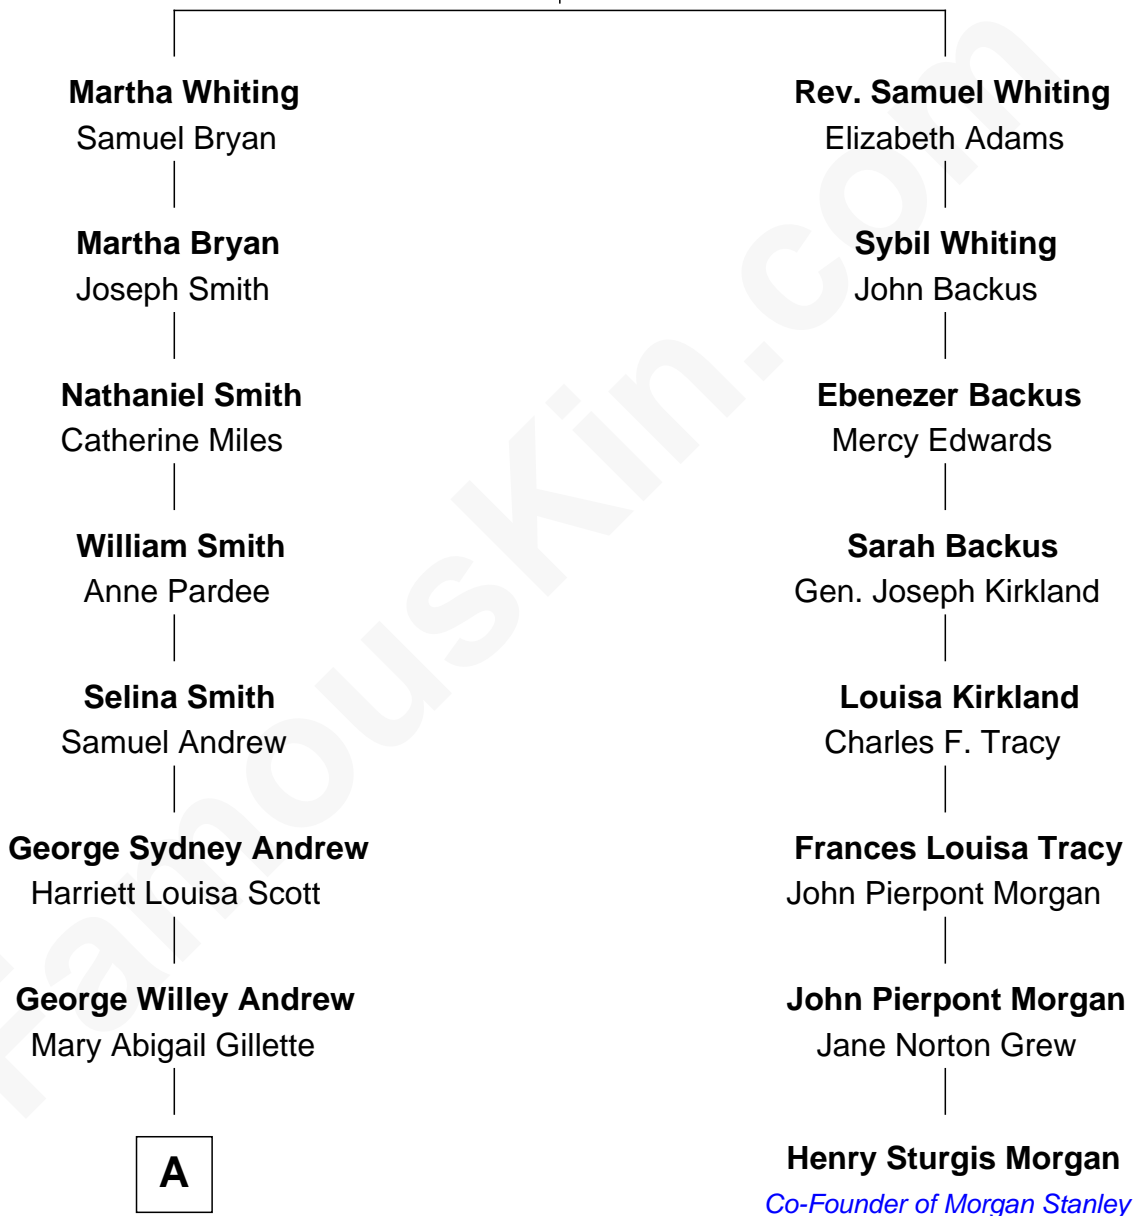 Martha Whiting
Samuel Bryan
Martha Bryan
Joseph Smith
Nathaniel Smith
Catherine Miles
William Smith
Anne Pardee
Selina Smith
Samuel Andrew
George Sydney Andrew
Harriett Louisa Scott
George Willey Andrew
Mary Abigail Gillette
A
Rev. Samuel Whiting
Elizabeth Adams
Sybil Whiting
John Backus
Ebenezer Backus
Mercy Edwards
Sarah Backus
Gen. Joseph Kirkland
Louisa Kirkland
Charles F. Tracy
Frances Louisa Tracy
John Pierpont Morgan
John Pierpont Morgan
Jane Norton Grew
Henry Sturgis Morgan
Co-Founder of Morgan Stanley
FamousKin.com